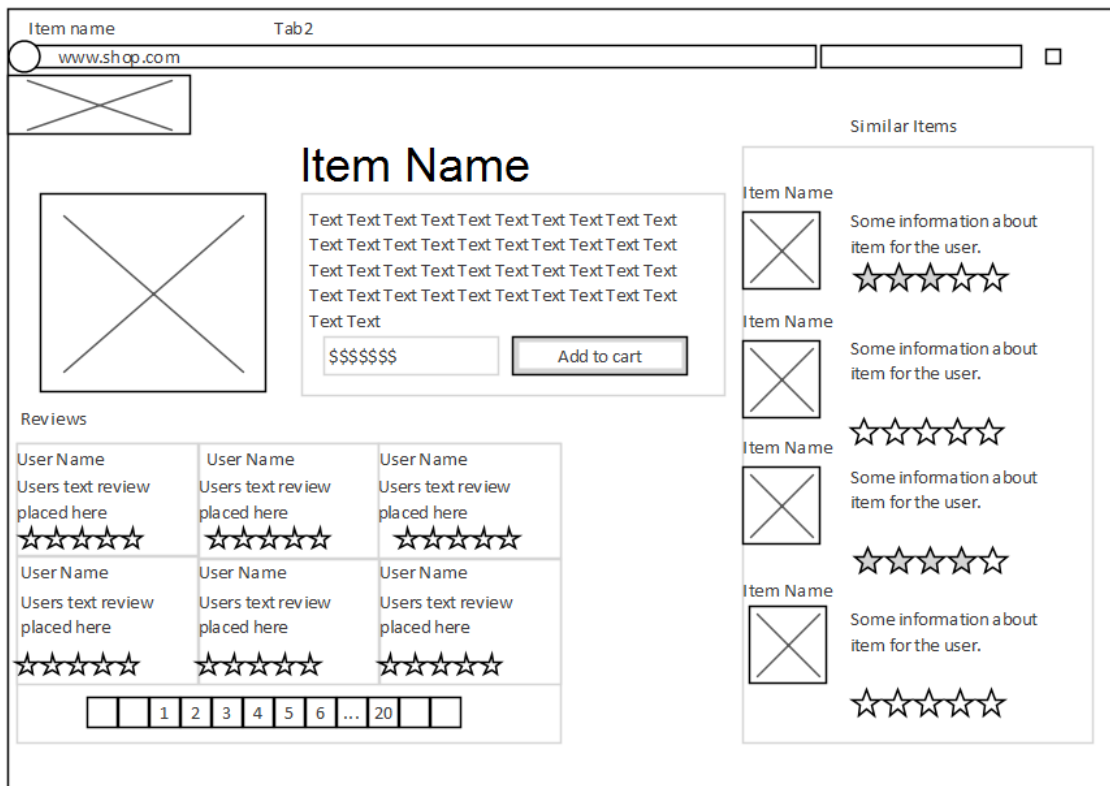 Item name
Tab2
www.shop.com
Item Name
Text Text Text Text Text Text Text Text Text Text
Text Text Text Text Text Text Text Text Text Text
Text Text Text Text Text Text Text Text Text Text
Text Text Text Text Text Text Text Text Text Text
Text Text
$$$$$$$
Add to cart
Reviews
User Name
Users text review
placed here
User Name
Users text review
placed here
User Name
Users text review
placed here
User Name
Users text review
placed here
User Name
Users text review
placed here
User Name
Users text review
placed here
1 2 3 4 5 6 ... 20
Similar Items
Item Name
Some information about
item for the user.
Item Name
Some information about
item for the user.
Item Name
Some information about
item for the user.
Item Name
Some information about
item for the user.